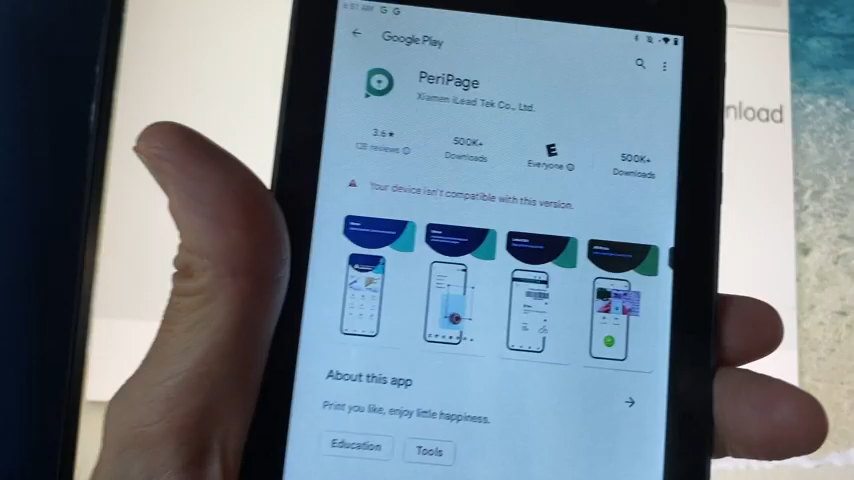 6:51 AM G G
Google Play
PeriPage
Xiamen iLead Tek Co., Ltd.
3.6★
128 reviews
500K+
Downloads
E
Everyone
500K+
Downloads
nload
Your device isn't compatible with this version.
About this app
Print you like, enjoy little happiness.
Education
Tools